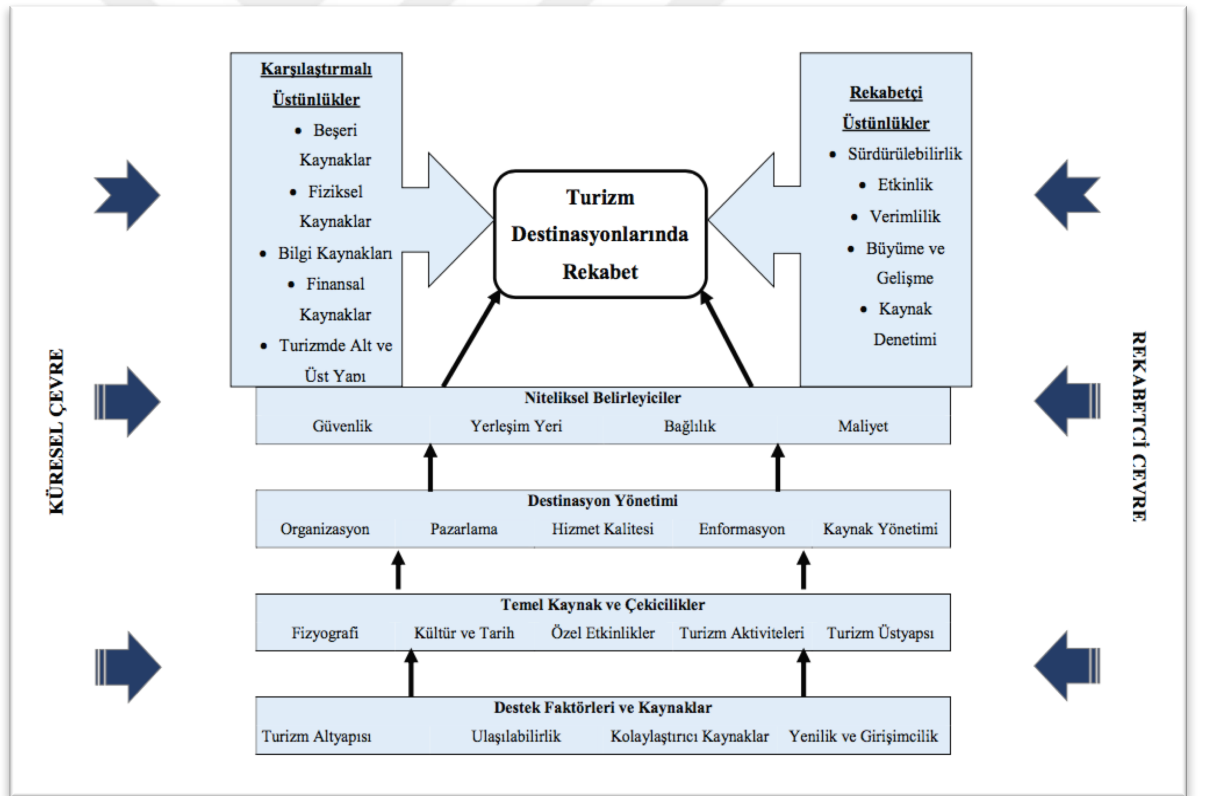 Karşılaştırmalı
Üstünlükler
• Beşeri
Kaynaklar
• Fiziksel
Kaynaklar
• Bilgi Kaynakları
• Finansal
Kaynaklar
• Turizmde Alt ve
Üst Yapı
Turizm
Destinasyonlarında
Rekabet
Rekabetçi
Üstünlükler
• Sürdürülebilirlik
• Etkinlik
• Verimlilik
• Büyüme ve
Gelişme
• Kaynak
Denetimi
KÜRESEL ÇEVRE
REKABETCİ CEVRE
Niteliksel Belirleyiciler
Güvenlik Yerleşim Yeri Bağlılık Maliyet
Destinasyon Yönetimi
Organizasyon Pazarlama Hizmet Kalitesi Enformasyon Kaynak Yönetimi
Temel Kaynak ve Çekicilikler
Fizyografi Kültür ve Tarih Özel Etkinlikler Turizm Aktiviteleri Turizm Üstyapsı
Destek Faktörleri ve Kaynaklar
Turizm Altyapısı Ulaşılabilirlik Kolaylaştırıcı Kaynaklar Yenilik ve Girişimcilik